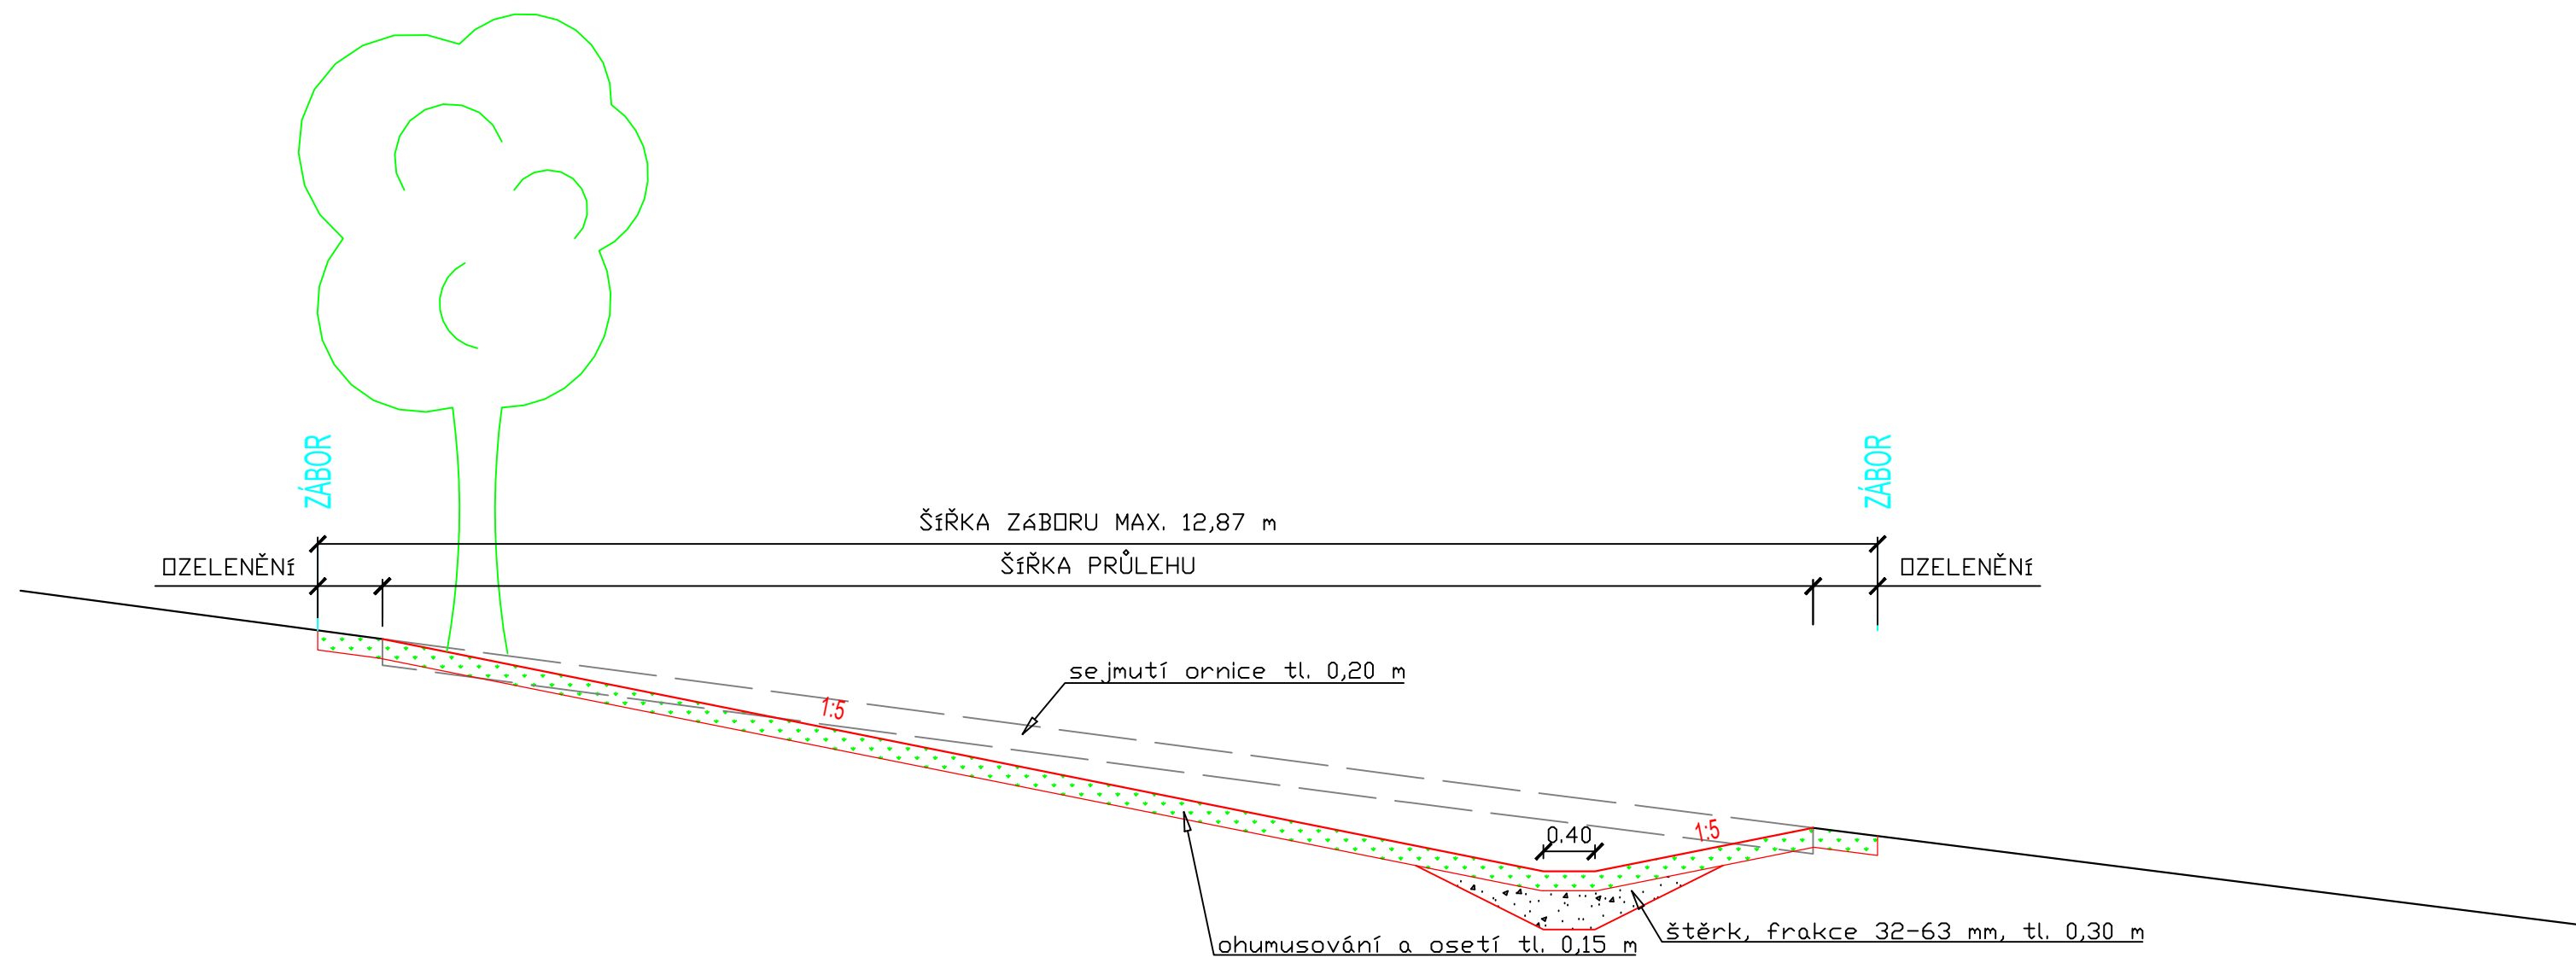 ZÁBOR
ZÁBOR
ŠÍŘKA ZÁBORU MAX. 12,87 m
OZELENĚNÍ
ŠÍŘKA PRŮLEHU
OZELENĚNÍ
sejmutí ornice tl. 0,20 m
1:5
0.40
1:5
štěrk, frakce 32-63 mm, tl. 0,30 m
ohumusování a osetí tl. 0,15 m